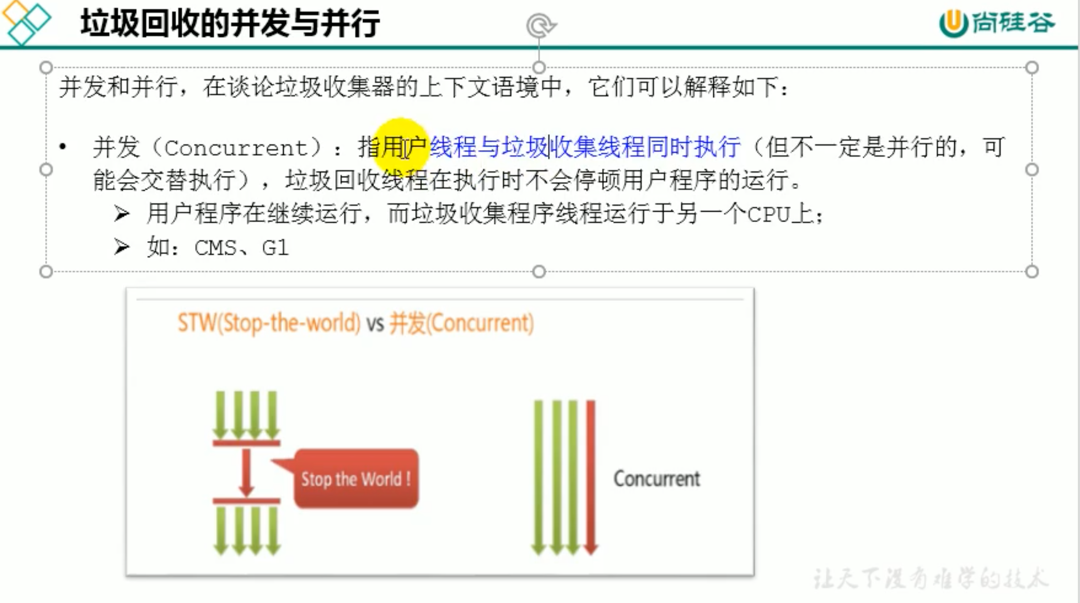 垃圾回收的并发与并行
尚硅谷
并发和并行，在谈论垃圾收集器的上下文语境中，它们可以解释如下：
• 并发（Concurrent）：指用户线程与垃圾收集线程同时执行（但不一定是并行的，可
能会交替执行），垃圾回收线程在执行时不会停顿用户程序的运行。
➢ 用户程序在继续运行，而垃圾收集程序线程运行于另一个CPU上；
➢ 如：CMS、G1
STW(Stop-the-world) vs 并发(Concurrent)
Stop the World !
Concurrent
让天下没有难学的技术